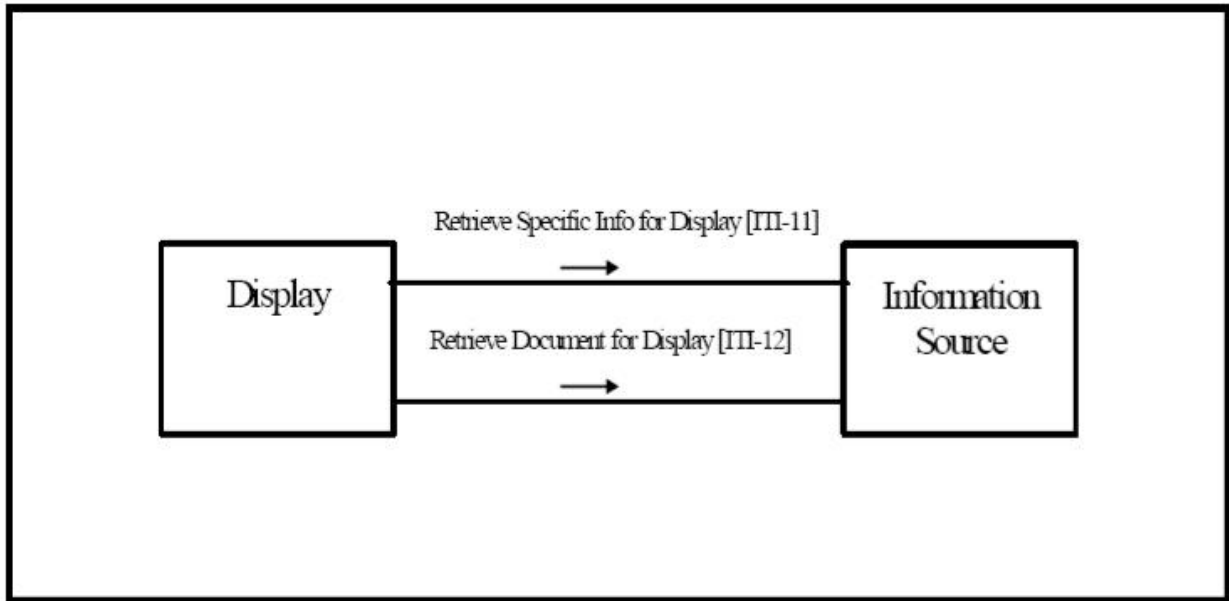 Retrieve Specific Info for Display [ITI-11]
Display
Information
Source
Retrieve Document for Display [ITI-12]